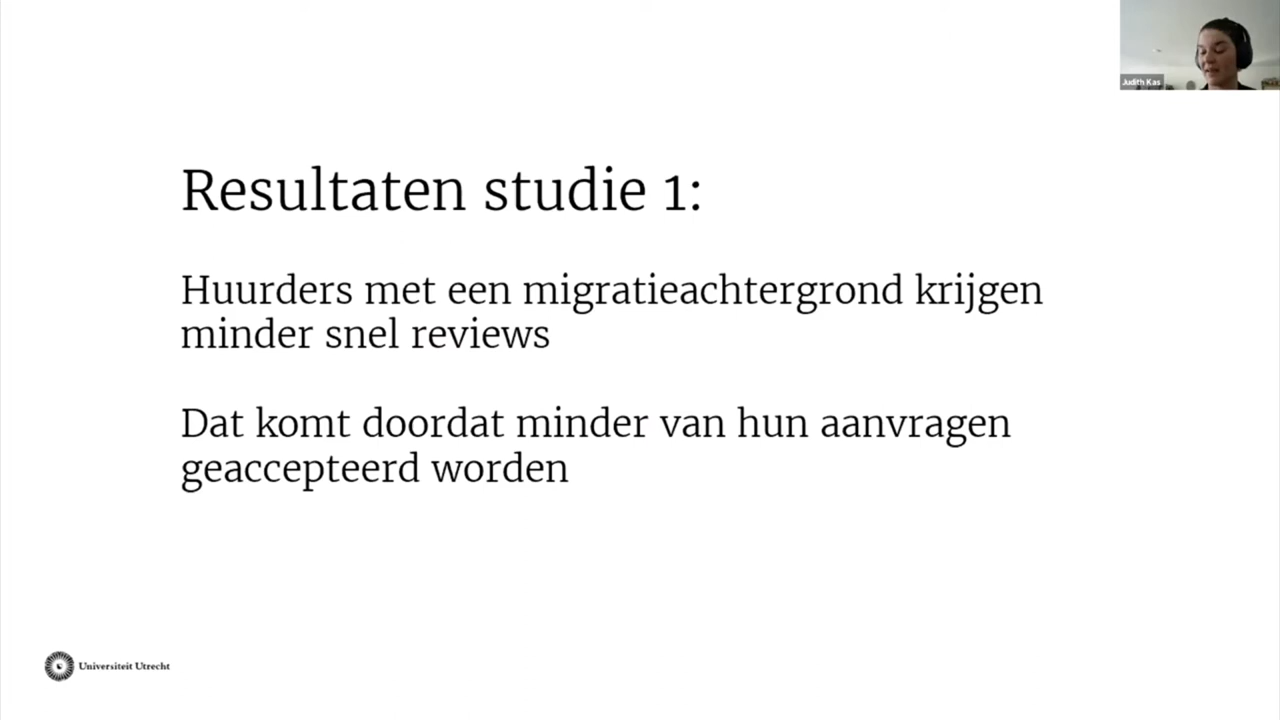 Judith Kas
Resultaten studie 1:
Huurders met een migratieachtergrond krijgen
minder snel reviews
Dat komt doordat minder van hun aanvragen
geaccepteerd worden
Universiteit Utrecht